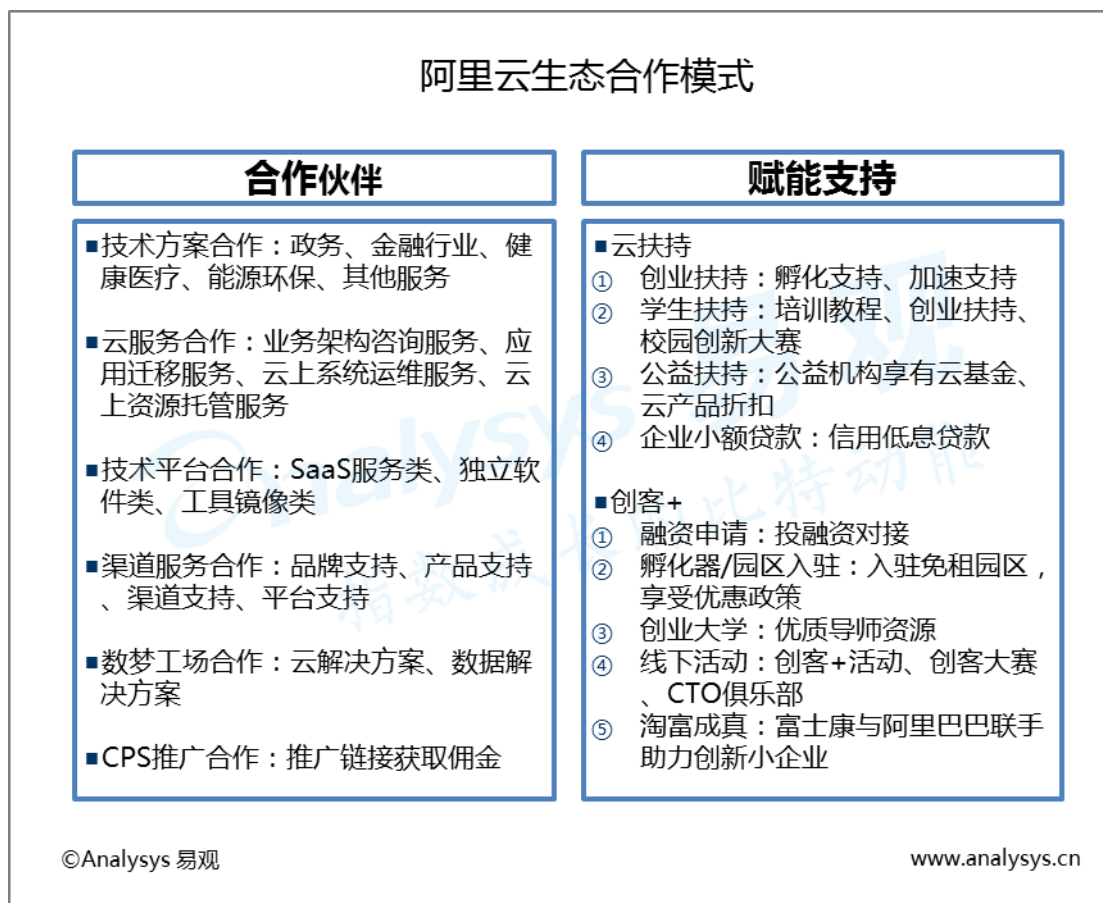 阿里云生态合作模式
合作伙伴
■技术方案合作：政务、金融行业、健
康医疗、能源环保、其他服务
■云服务合作：业务架构咨询服务、应
用迁移服务、云上系统运维服务、云
上资源托管服务
■技术平台合作：SaaS服务类、独立软
件类、工具镜像类
■渠道服务合作：品牌支持、产品支持
、渠道支持、平台支持
■数梦工场合作：云解决方案、数据解
决方案
■CPS推广合作：推广链接获取佣金
赋能支持
■云扶持
① 创业扶持：孵化支持、加速支持
② 学生扶持：培训教程、创业扶持、
校园创新大赛
③ 公益扶持：公益机构享有云基金、
云产品折扣
④ 企业小额贷款：信用低息贷款
■创客+
① 融资申请：投融资对接
② 孵化器/园区入驻：入驻免租园区，
享受优惠政策
③ 创业大学：优质导师资源
④ 线下活动：创客+活动、创客大赛
、CTO俱乐部
⑤ 淘富成真：富士康与阿里巴巴联手
助力创新小企业
analysys 易观
指数成长的比特动能
©Analysys 易观
www.analysys.cn